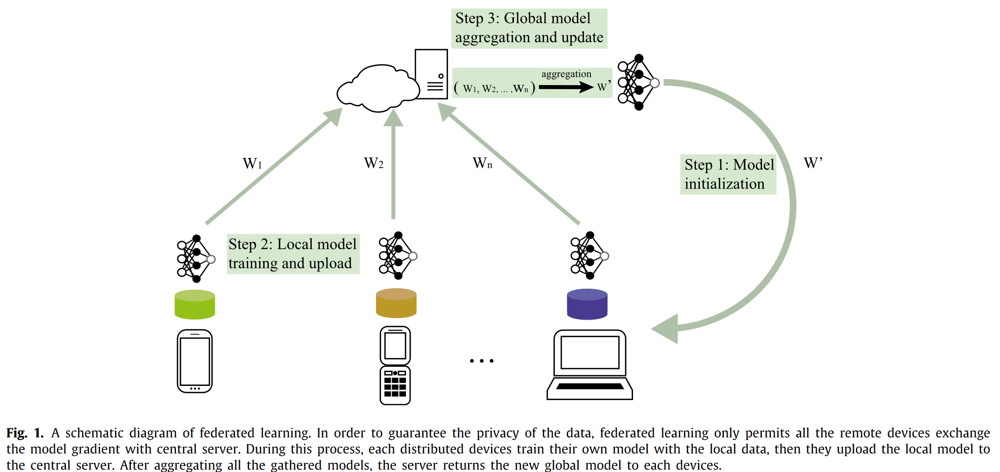 Step 3: Global model
aggregation and update
aggregation
( W1, W2, ... ,Wn ) W’
W1
W2
Wn
Step 1: Model
initialization
W’
Step 2: Local model
training and upload
...
Fig. 1. A schematic diagram of federated learning. In order to guarantee the privacy of the data, federated learning only permits all the remote devices exchange
the model gradient with central server. During this process, each distributed devices train their own model with the local data, then they upload the local model to
the central server. After aggregating all the gathered models, the server returns the new global model to each devices.